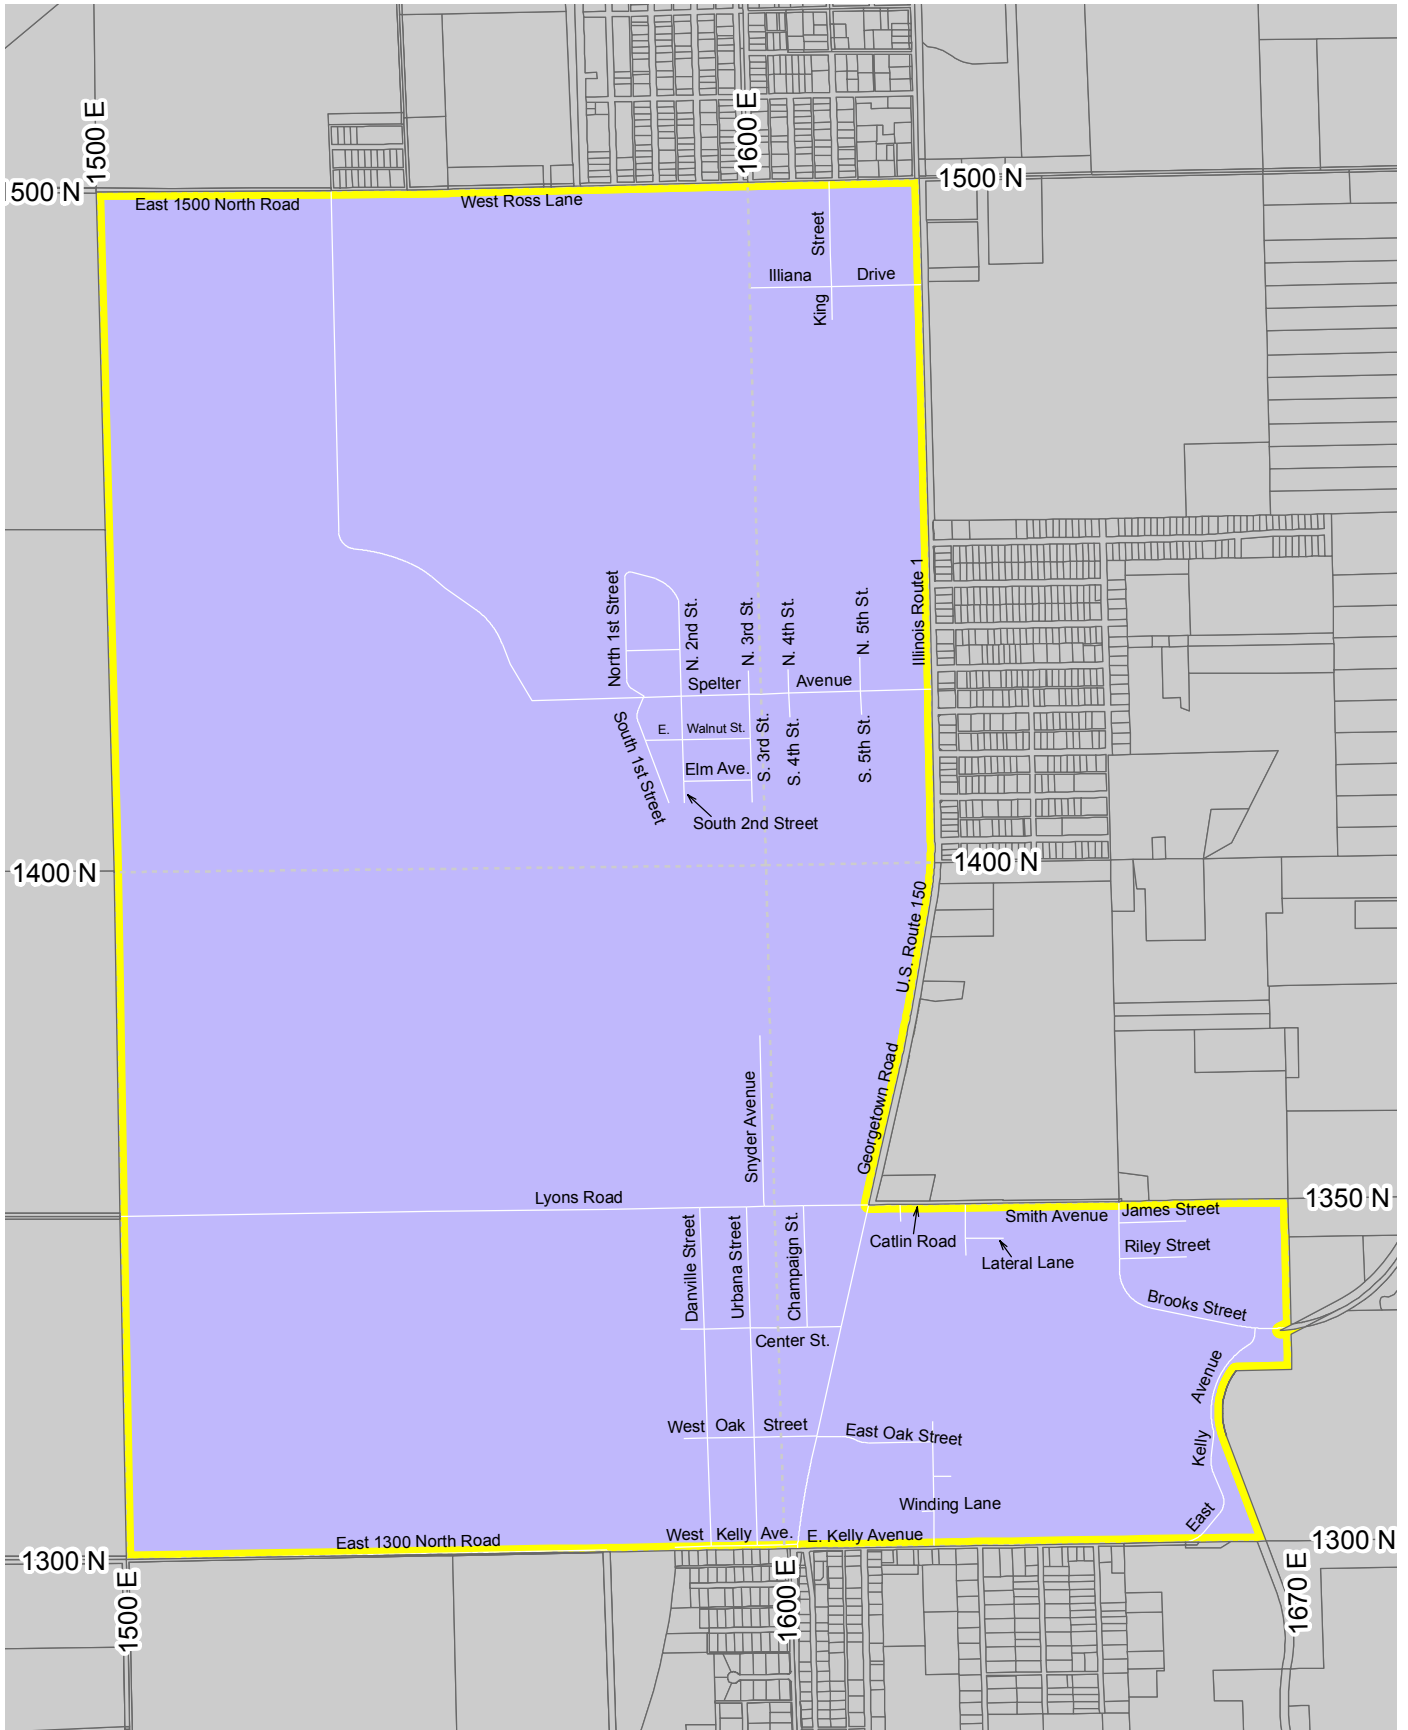 1500 E
1600 E
1500 N
1500 N
East 1500 North Road
West Ross Lane
King Street
Illiana Drive
Illinois Route 1
North 1st Street
N. 2nd St.
N. 3rd St.
N. 4th St.
N. 5th St.
Spelter Avenue
E. Walnut St.
South 1st Street
S. 3rd St.
S. 4th St.
S. 5th St.
Elm Ave.
South 2nd Street
1400 N
1400 N
U.S. Route 150
Georgetown Road
Snyder Avenue
Lyons Road
1350 N
Smith Avenue
James Street
Catlin Road
Lateral Lane
Riley Street
Danville Street
Urbana Street
Champaign St.
Brooks Street
Center St.
West Oak Street
East Oak Street
East Kelly Avenue
Winding Lane
East 1300 North Road
West Kelly Ave.
E. Kelly Avenue
1300 N
1300 N
1500 E
1600 E
1670 E